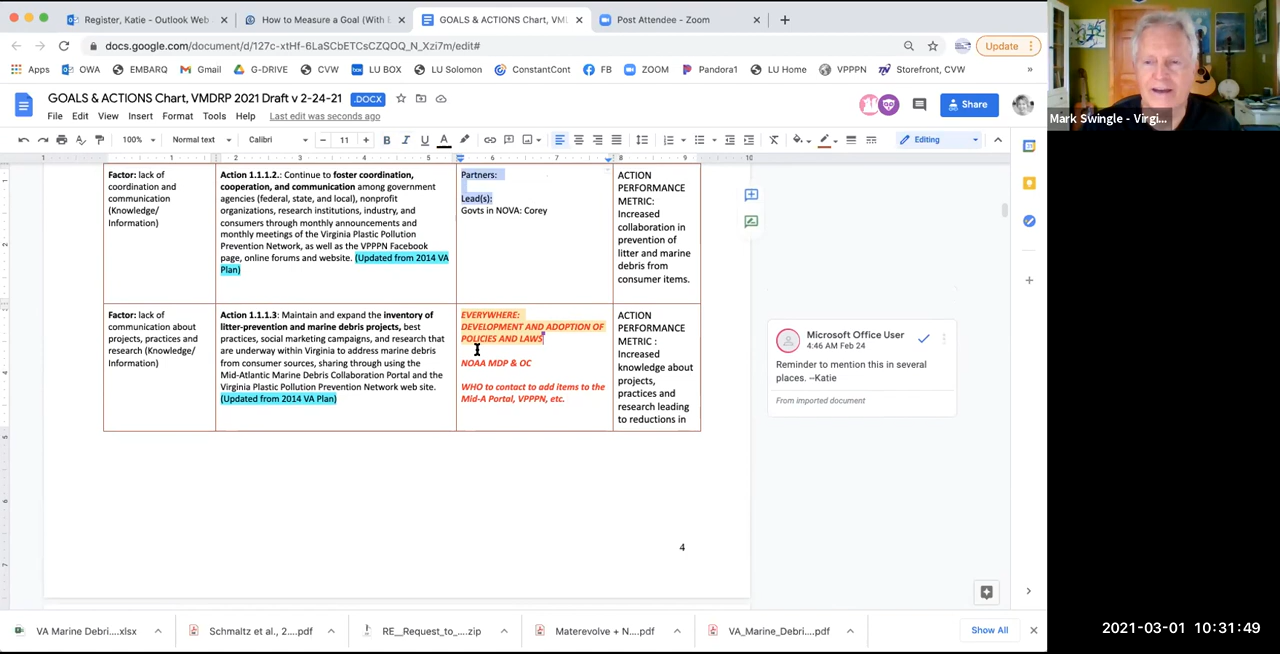 Register, Katie - Outlook Web
How to Measure a Goal (With E
GOALS & ACTIONS Chart, VM
Post Attendee - Zoom
docs.google.com/document/d/127c-xtHf-6LaSCbETCsCZQOQ_N_Xzi7m/edit#
Update
Apps
OWA
EMBARQ
Gmail
G-DRIVE
CVW
LU BOX
LU Solomon
ConstantCont
FB
ZOOM
Pandora1
LU Home
VPPPN
Storefront, CVW
»
GOALS & ACTIONS Chart, VMDRP 2021 Draft v 2-24-21
.DOCX
File Edit View Insert Format Tools Help
Last edit was seconds ago
Share
100%
Normal text
Calibri
11
B I U A
Editing
1 1 2 3 4 5 6 7 8 9 10
Factor: lack of
coordination and
communication
(Knowledge/
Information)
Action 1.1.1.2.: Continue to foster coordination,
cooperation, and communication among government
agencies (federal, state, and local), nonprofit
organizations, research institutions, industry, and
consumers through monthly announcements and
monthly meetings of the Virginia Plastic Pollution
Prevention Network, as well as the VPPPN Facebook
page, online forums and website. (Updated from 2014 VA
Plan)
Partners:
Lead(s):
Govts in NOVA: Corey
ACTION
PERFORMANCE
METRIC:
Increased
collaboration in
prevention of
litter and marine
debris from
consumer items.
Factor: lack of
communication about
projects, practices and
research (Knowledge/
Information)
Action 1.1.1.3: Maintain and expand the inventory of
litter-prevention and marine debris projects, best
practices, social marketing campaigns, and research that
are underway within Virginia to address marine debris
from consumer sources, sharing through using the
Mid-Atlantic Marine Debris Collaboration Portal and the
Virginia Plastic Pollution Prevention Network web site.
(Updated from 2014 VA Plan)
EVERYWHERE:
DEVELOPMENT AND ADOPTION OF
POLICIES AND LAWS
NOAA MDP & OC
WHO to contact to add items to the
Mid-A Portal, VPPPN, etc.
ACTION
PERFORMANCE
METRIC :
Increased
knowledge about
projects,
practices and
research leading
to reductions in
4
Microsoft Office User
4:46 AM Feb 24
Reminder to mention this in several
places. --Katie
From imported document
VA Marine Debri....xlsx
Schmaltz et al., 2....pdf
RE__Request_to_....zip
Materevolve + N....pdf
VA_Marine_Debri....pdf
Show All
Mark Swingle - Virgi...
2021-03-01 10:31:49